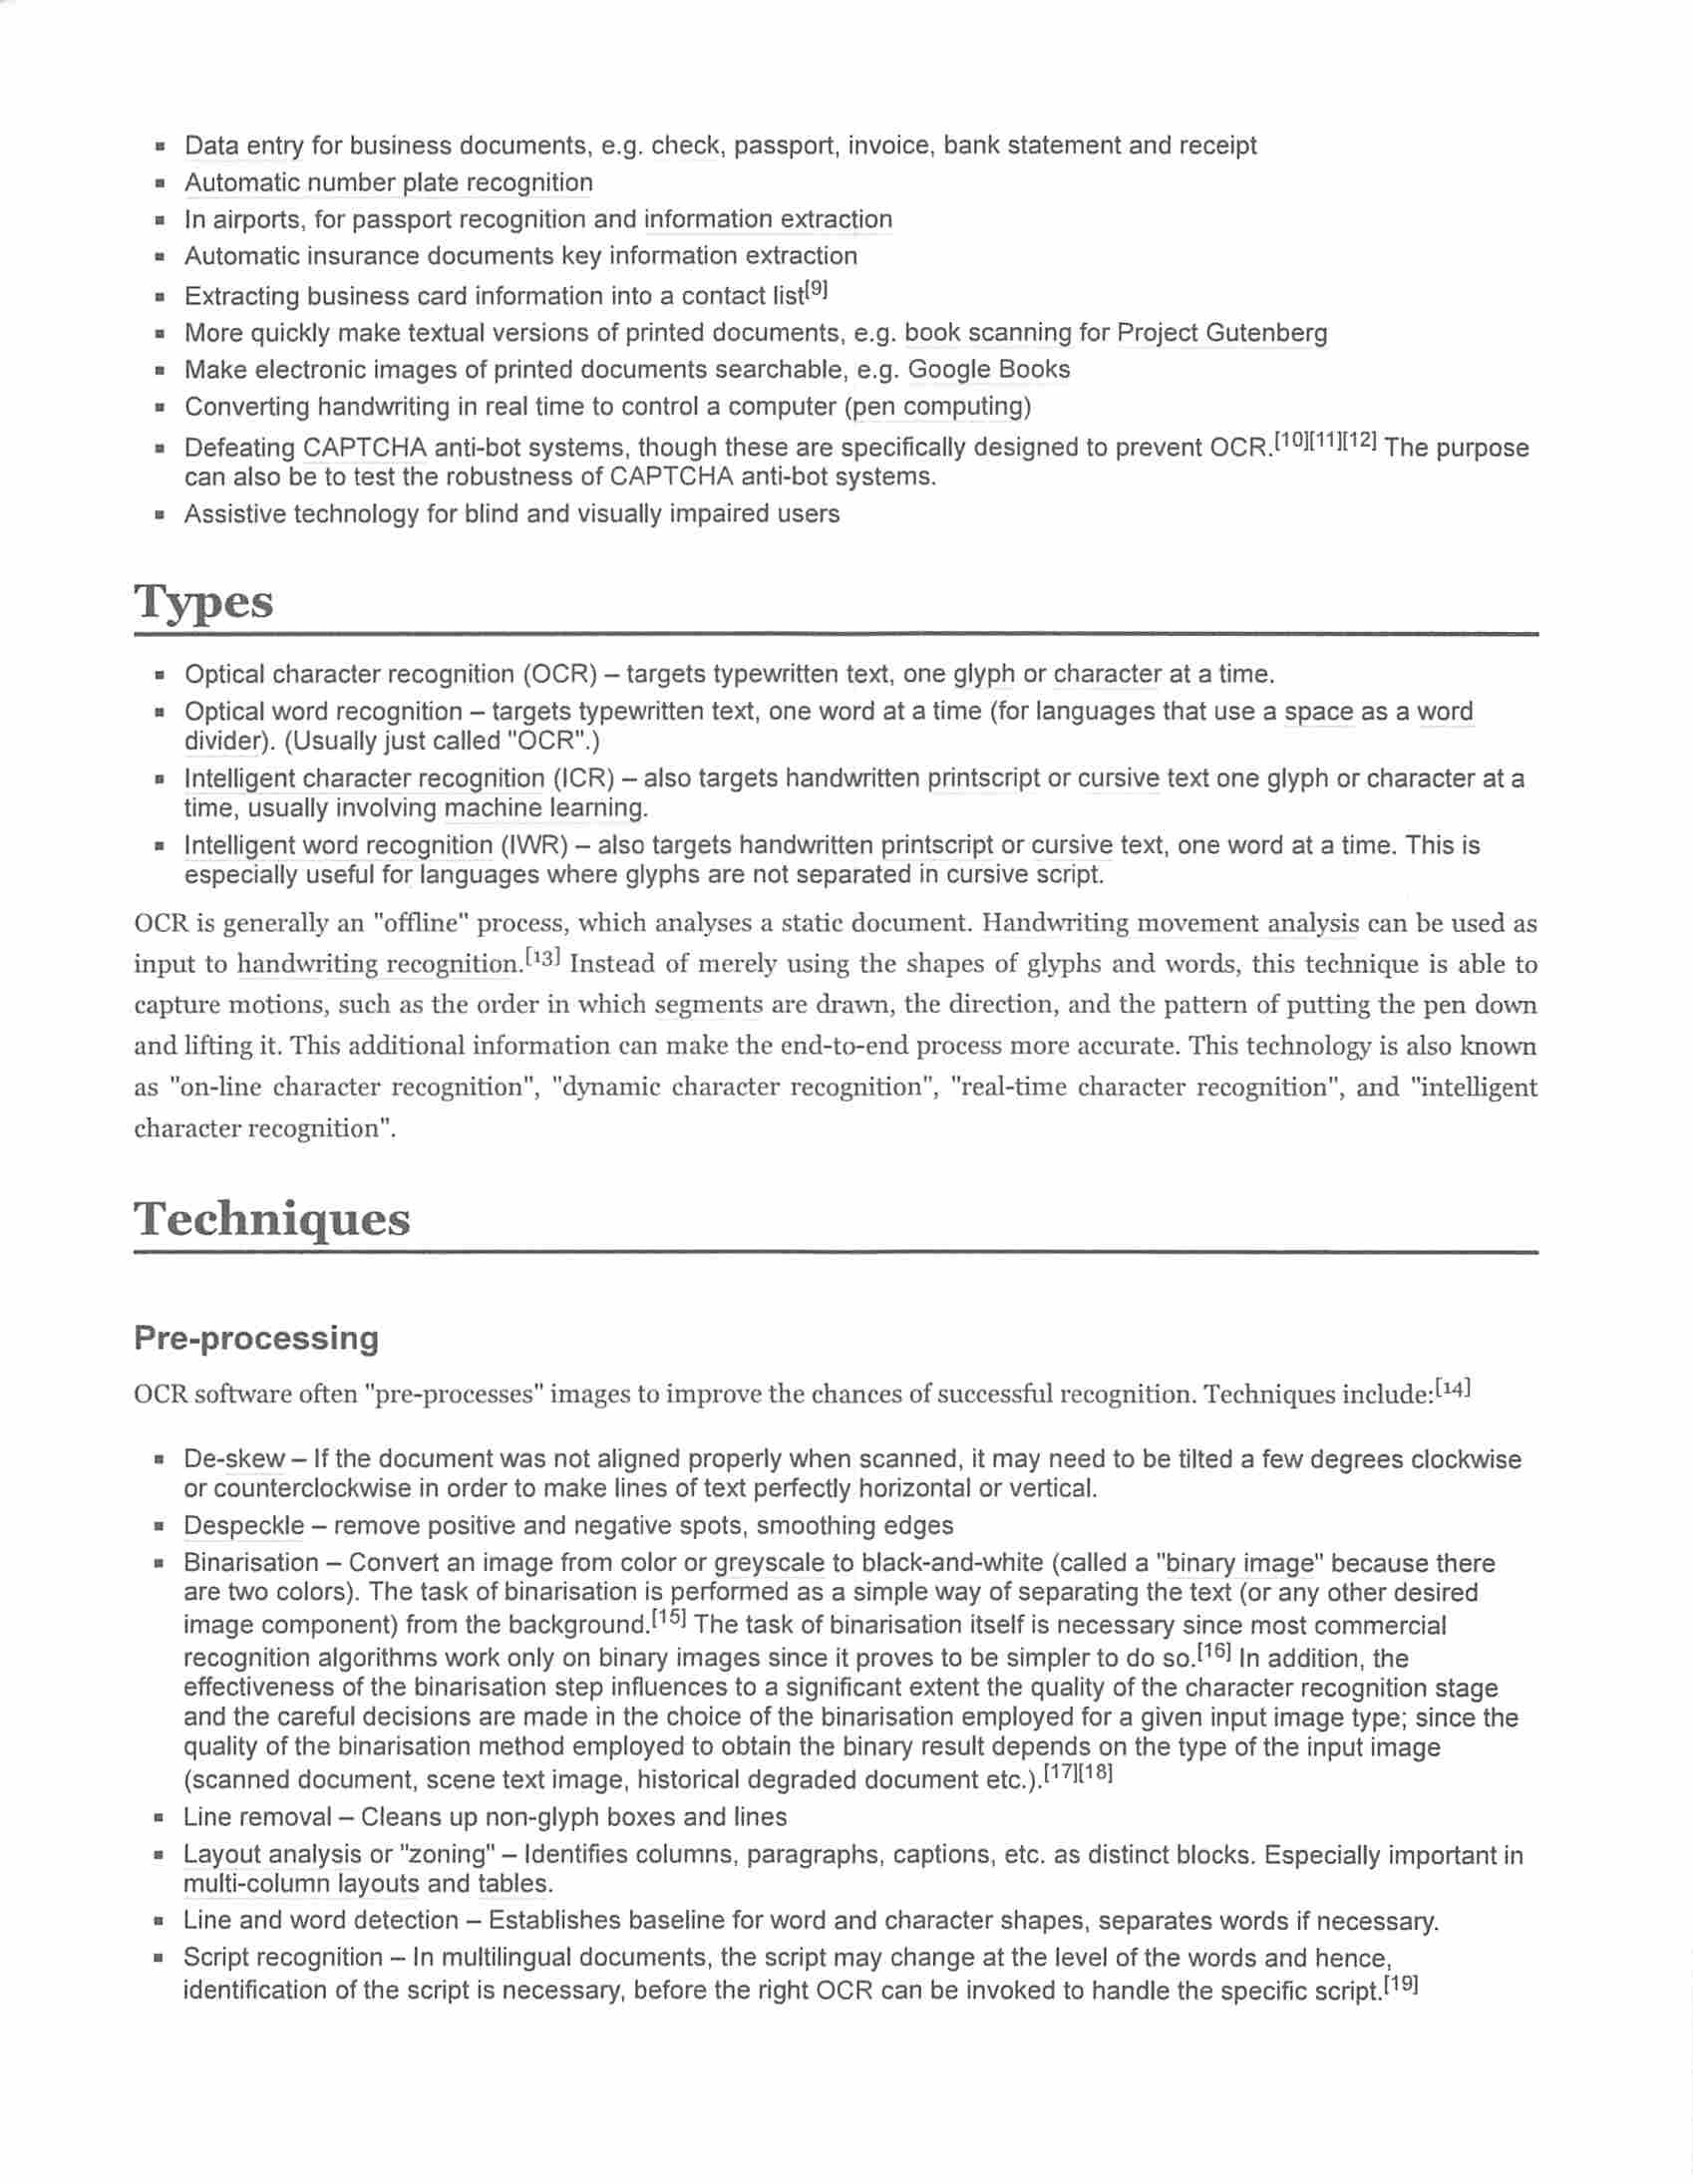 ▪ Data entry for business documents, e.g. check, passport, invoice, bank statement and receipt
▪ Automatic number plate recognition
▪ In airports, for passport recognition and information extraction
▪ Automatic insurance documents key information extraction
▪ Extracting business card information into a contact list[9]
▪ More quickly make textual versions of printed documents, e.g. book scanning for Project Gutenberg
▪ Make electronic images of printed documents searchable, e.g. Google Books
▪ Converting handwriting in real time to control a computer (pen computing)
▪ Defeating CAPTCHA anti-bot systems, though these are specifically designed to prevent OCR.[10][11][12] The purpose
can also be to test the robustness of CAPTCHA anti-bot systems.
▪ Assistive technology for blind and visually impaired users
Types
▪ Optical character recognition (OCR) – targets typewritten text, one glyph or character at a time.
▪ Optical word recognition – targets typewritten text, one word at a time (for languages that use a space as a word
divider). (Usually just called "OCR".)
▪ Intelligent character recognition (ICR) – also targets handwritten printscript or cursive text one glyph or character at a
time, usually involving machine learning.
▪ Intelligent word recognition (IWR) – also targets handwritten printscript or cursive text, one word at a time. This is
especially useful for languages where glyphs are not separated in cursive script.
OCR is generally an "offline" process, which analyses a static document. Handwriting movement analysis can be used as
input to handwriting recognition.[13] Instead of merely using the shapes of glyphs and words, this technique is able to
capture motions, such as the order in which segments are drawn, the direction, and the pattern of putting the pen down
and lifting it. This additional information can make the end-to-end process more accurate. This technology is also known
as "on-line character recognition", "dynamic character recognition", "real-time character recognition", and "intelligent
character recognition".
Techniques
Pre-processing
OCR software often "pre-processes" images to improve the chances of successful recognition. Techniques include:[14]
▪ De-skew – If the document was not aligned properly when scanned, it may need to be tilted a few degrees clockwise
or counterclockwise in order to make lines of text perfectly horizontal or vertical.
▪ Despeckle – remove positive and negative spots, smoothing edges
▪ Binarisation – Convert an image from color or greyscale to black-and-white (called a "binary image" because there
are two colors). The task of binarisation is performed as a simple way of separating the text (or any other desired
image component) from the background.[15] The task of binarisation itself is necessary since most commercial
recognition algorithms work only on binary images since it proves to be simpler to do so.[16] In addition, the
effectiveness of the binarisation step influences to a significant extent the quality of the character recognition stage
and the careful decisions are made in the choice of the binarisation employed for a given input image type; since the
quality of the binarisation method employed to obtain the binary result depends on the type of the input image
(scanned document, scene text image, historical degraded document etc.).[17][18]
▪ Line removal – Cleans up non-glyph boxes and lines
▪ Layout analysis or "zoning" – Identifies columns, paragraphs, captions, etc. as distinct blocks. Especially important in
multi-column layouts and tables.
▪ Line and word detection – Establishes baseline for word and character shapes, separates words if necessary.
▪ Script recognition – In multilingual documents, the script may change at the level of the words and hence,
identification of the script is necessary, before the right OCR can be invoked to handle the specific script.[19]